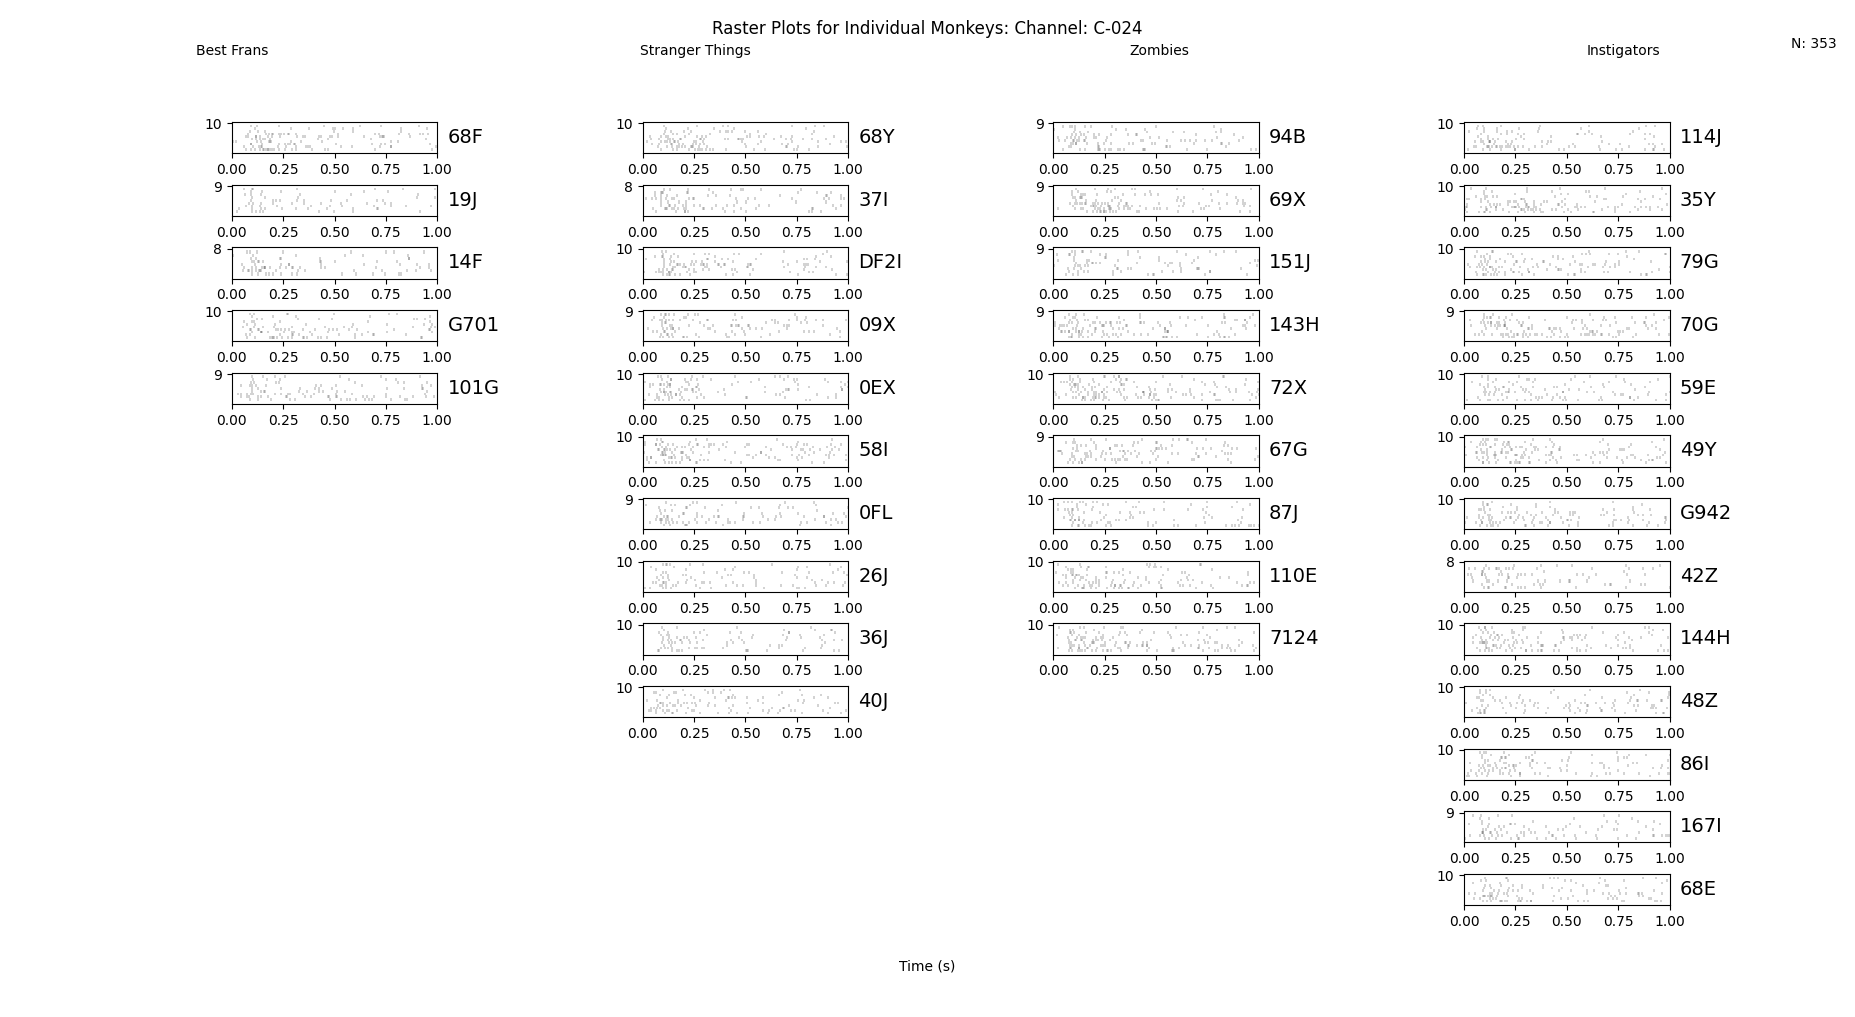 Raster Plots for Individual Monkeys: Channel: C-024
N: 353
Best Frans Stranger Things Zombies Instigators
10 68F 10 68Y 9 94B 10 114J
0.00 0.25 0.50 0.75 1.00 0.00 0.25 0.50 0.75 1.00 0.00 0.25 0.50 0.75 1.00 0.00 0.25 0.50 0.75 1.00
9 19J 8 37I 9 69X 10 35Y
0.00 0.25 0.50 0.75 1.00 0.00 0.25 0.50 0.75 1.00 0.00 0.25 0.50 0.75 1.00 0.00 0.25 0.50 0.75 1.00
8 14F 10 DF2I 9 151J 10 79G
0.00 0.25 0.50 0.75 1.00 0.00 0.25 0.50 0.75 1.00 0.00 0.25 0.50 0.75 1.00 0.00 0.25 0.50 0.75 1.00
10 G701 9 09X 9 143H 9 70G
0.00 0.25 0.50 0.75 1.00 0.00 0.25 0.50 0.75 1.00 0.00 0.25 0.50 0.75 1.00 0.00 0.25 0.50 0.75 1.00
9 101G 10 0EX 10 72X 10 59E
0.00 0.25 0.50 0.75 1.00 0.00 0.25 0.50 0.75 1.00 0.00 0.25 0.50 0.75 1.00 0.00 0.25 0.50 0.75 1.00
10 58I 9 67G 10 49Y
0.00 0.25 0.50 0.75 1.00 0.00 0.25 0.50 0.75 1.00 0.00 0.25 0.50 0.75 1.00
9 0FL 10 87J 10 G942
0.00 0.25 0.50 0.75 1.00 0.00 0.25 0.50 0.75 1.00 0.00 0.25 0.50 0.75 1.00
10 26J 10 110E 8 42Z
0.00 0.25 0.50 0.75 1.00 0.00 0.25 0.50 0.75 1.00 0.00 0.25 0.50 0.75 1.00
10 36J 10 7124 10 144H
0.00 0.25 0.50 0.75 1.00 0.00 0.25 0.50 0.75 1.00 0.00 0.25 0.50 0.75 1.00
10 40J 10 48Z
0.00 0.25 0.50 0.75 1.00 0.00 0.25 0.50 0.75 1.00
10 86I
0.00 0.25 0.50 0.75 1.00
9 167I
0.00 0.25 0.50 0.75 1.00
10 68E
0.00 0.25 0.50 0.75 1.00
Time (s)